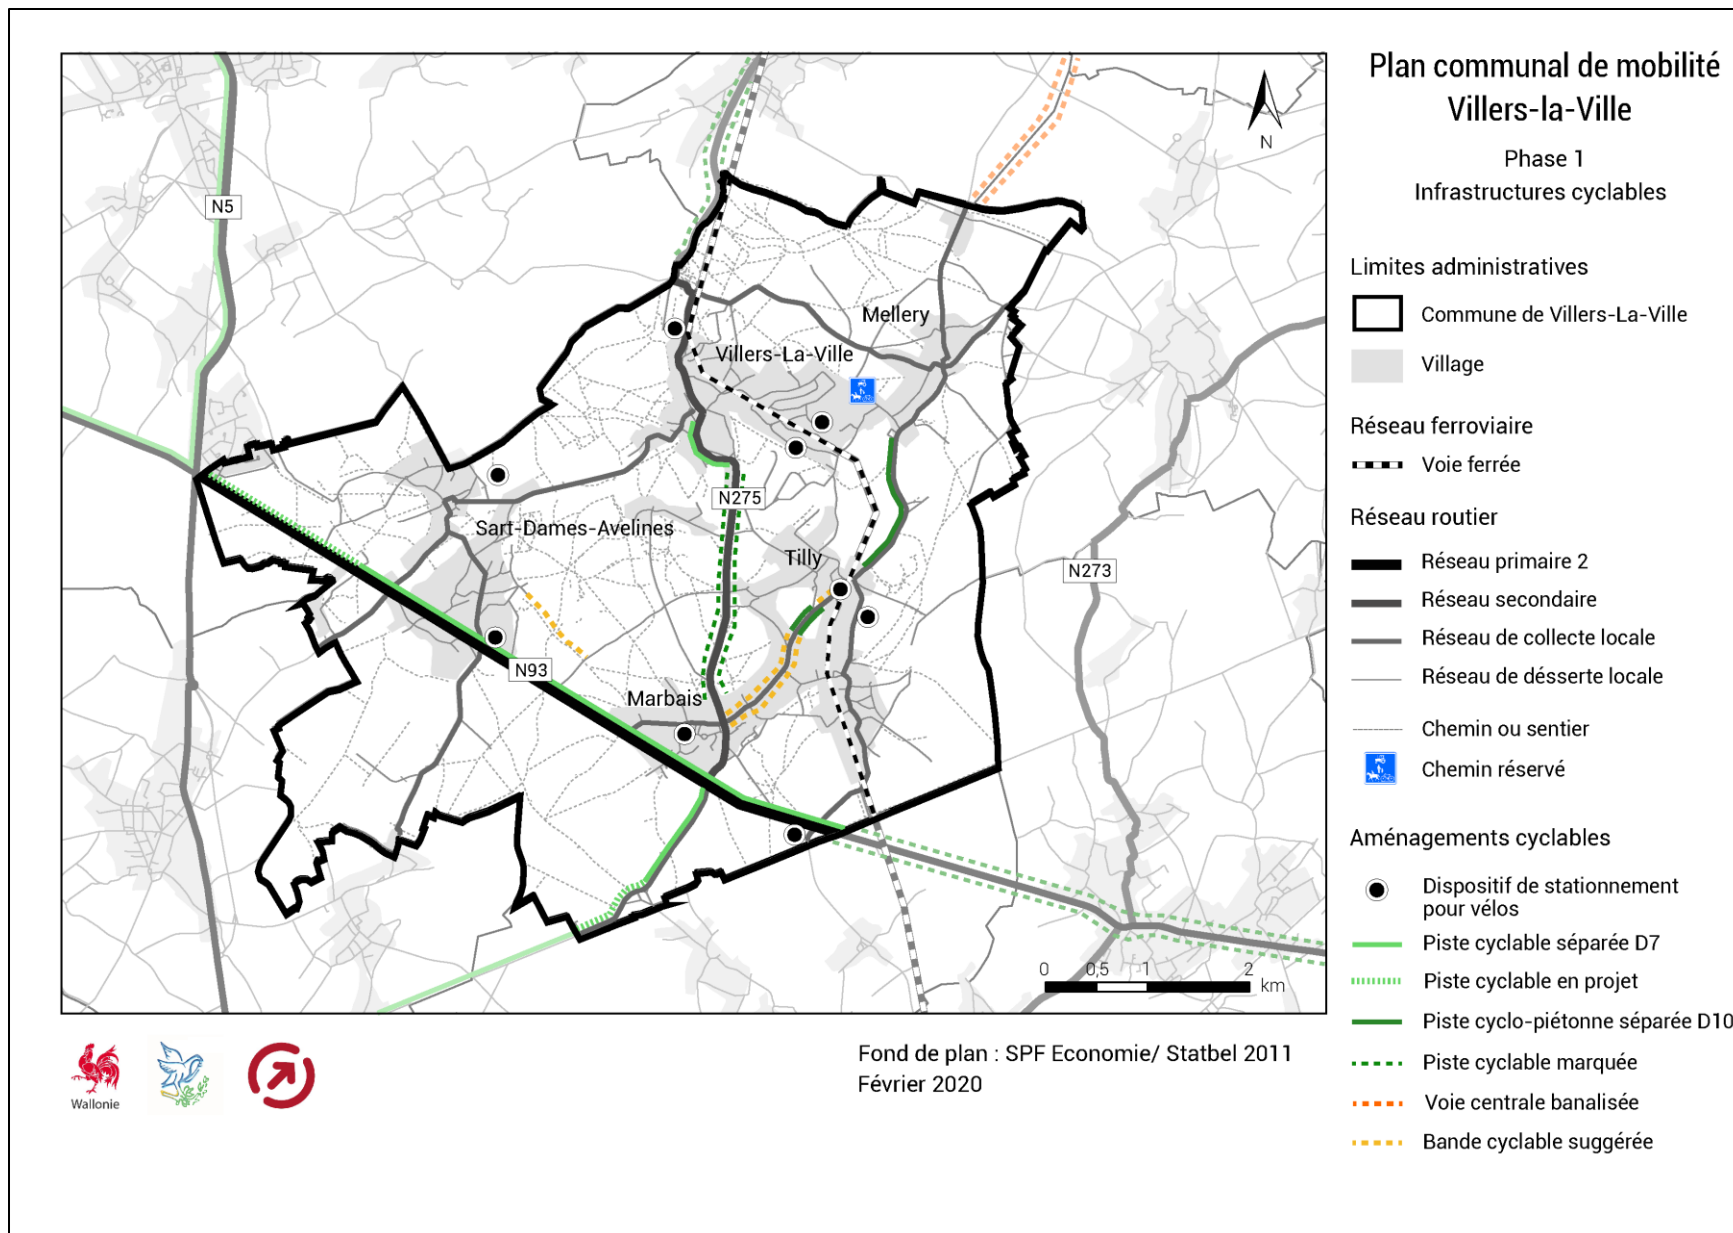 Plan communal de mobilité
Villers-la-Ville
Phase 1
Infrastructures cyclables
N
N5
Mellery
Villers-La-Ville
N275
Sart-Dames-Avelines
Tilly
N273
N93
Marbais
0 0,5 1 2 km
Limites administratives
Commune de Villers-La-Ville
Village
Réseau ferroviaire
Voie ferrée
Réseau routier
Réseau primaire 2
Réseau secondaire
Réseau de collecte locale
Réseau de désserte locale
Chemin ou sentier
Chemin réservé
Aménagements cyclables
Dispositif de stationnement
pour vélos
Piste cyclable séparée D7
Piste cyclable en projet
Piste cyclo-piétonne séparée D10
Piste cyclable marquée
Voie centrale banalisée
Bande cyclable suggérée
Wallonie
Fond de plan : SPF Economie/ Statbel 2011
Février 2020